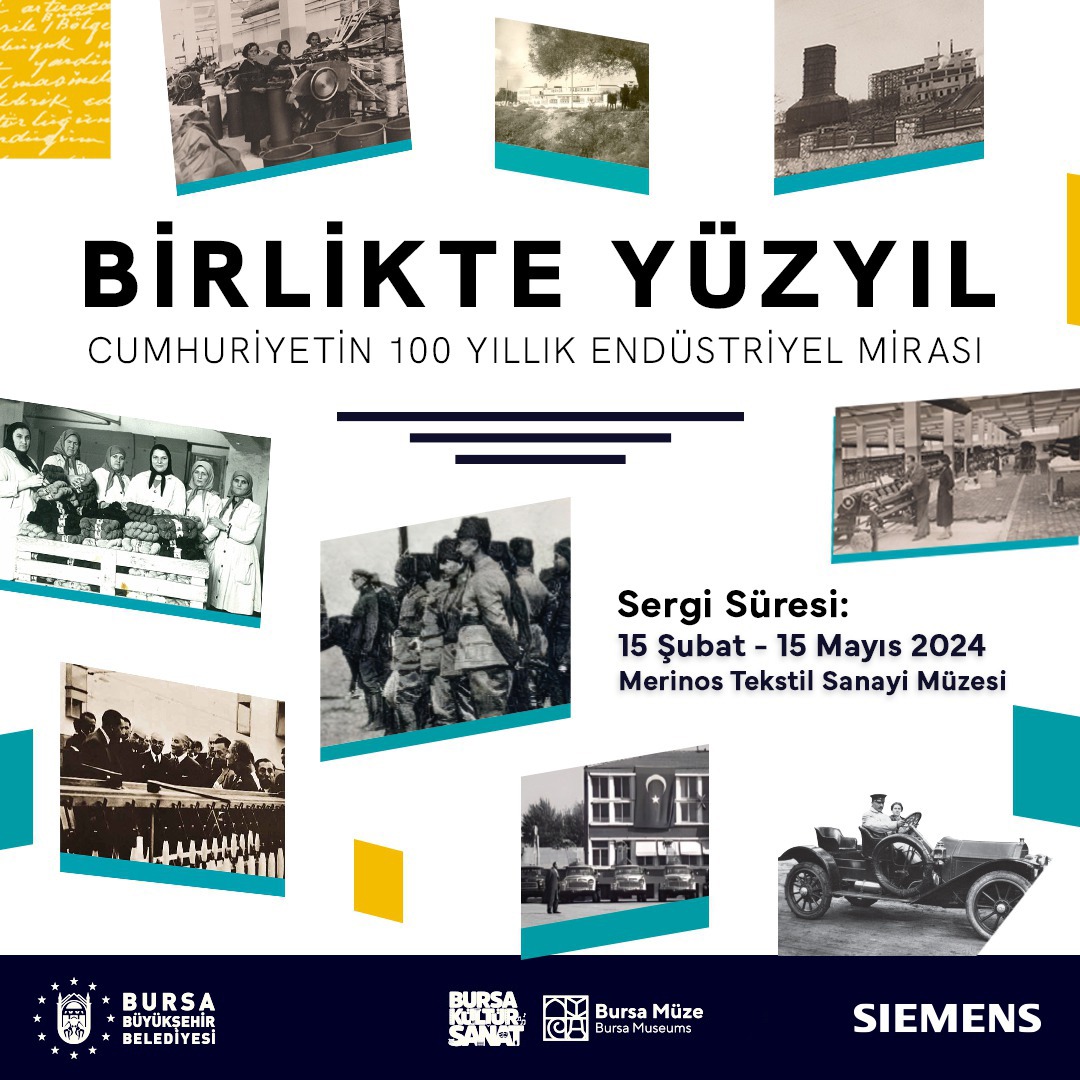 BİRLİKTE YÜZYIL
CUMHURİYETİN 100 YILLIK ENDÜSTRİYEL MİRASI
Sergi Süresi:
15 Şubat - 15 Mayıs 2024
Merinos Tekstil Sanayi Müzesi
BURSA
BÜYÜKŞEHİR
BELEDİYESİ
BURSA
KÜLTÜR
SANAT
Bursa Müze
Bursa Museums
SIEMENS